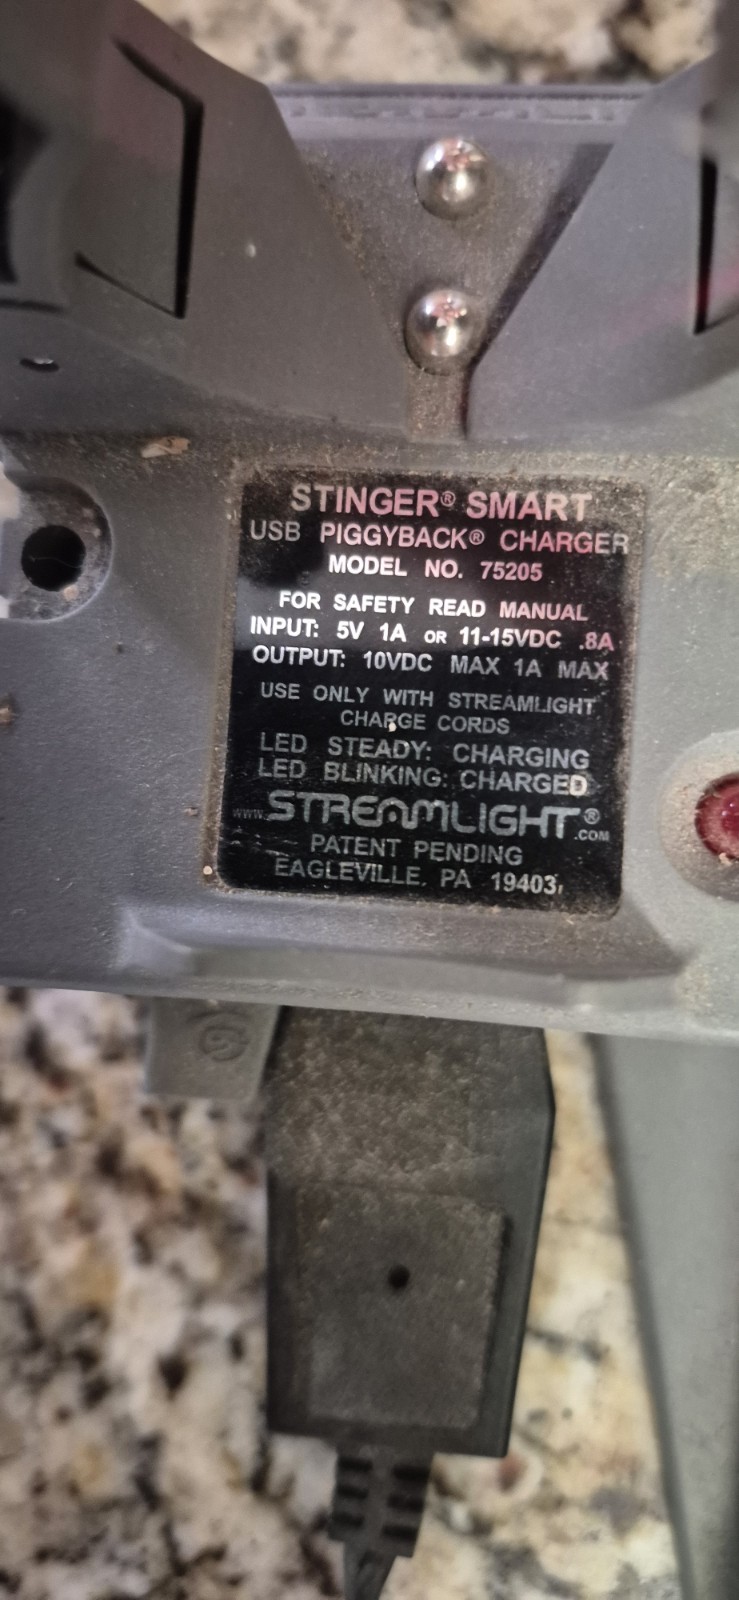 STINGER® SMART
USB PIGGYBACK® CHARGER
MODEL NO. 75205
FOR SAFETY READ MANUAL
INPUT: 5V 1A OR 11-15VDC .8A
OUTPUT: 10VDC MAX 1A MAX
USE ONLY WITH STREAMLIGHT
CHARGE CORDS
LED STEADY: CHARGING
LED BLINKING: CHARGED
www.STREAMLIGHT®.COM
PATENT PENDING
EAGLEVILLE, PA 19403